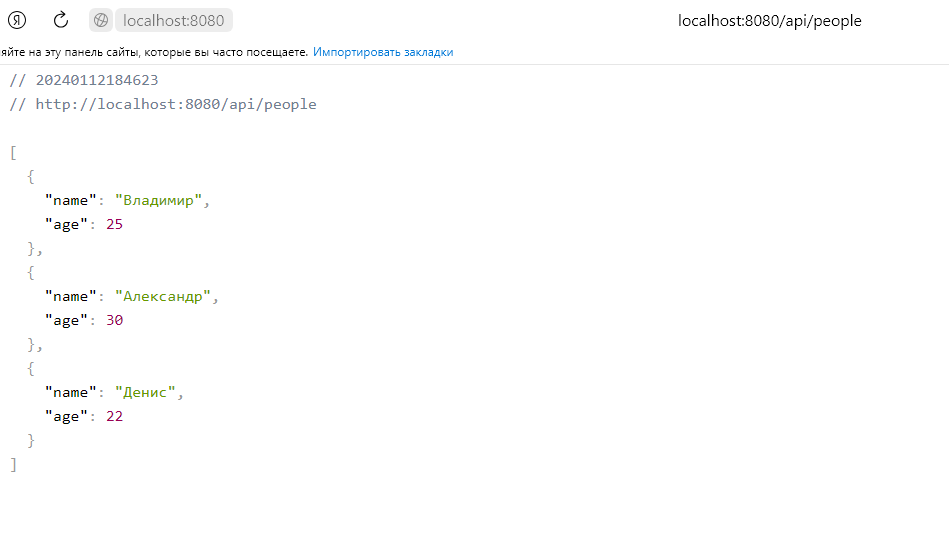 Я localhost:8080 localhost:8080/api/people
яйте на эту панель сайты, которые вы часто посещаете. Импортировать закладки
// 20240112184623
// http://localhost:8080/api/people
[
{
"name": "Владимир",
"age": 25
},
{
"name": "Александр",
"age": 30
},
{
"name": "Денис",
"age": 22
}
]